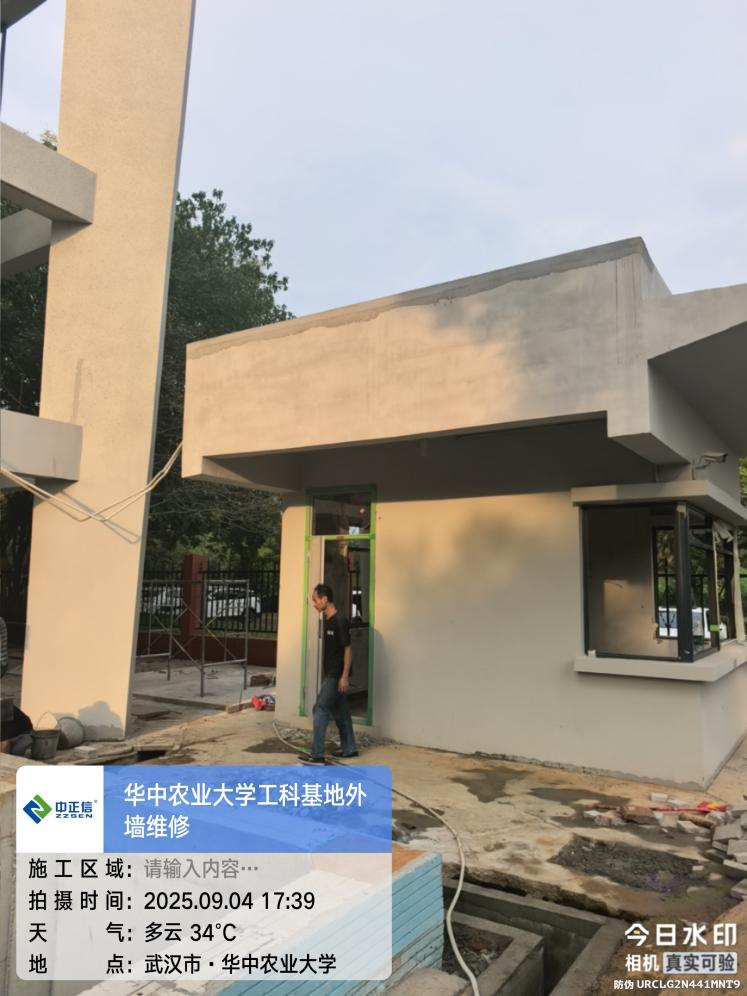 中正信
ZZSEN
华中农业大学工科基地外
墙维修
施工区域：请输入内容…
拍摄时间：2025.09.04 17:39
天气：多云 34°C
地点：武汉市·华中农业大学
今日水印
相机 真实可验
防伪 URCLG2N441MNT9